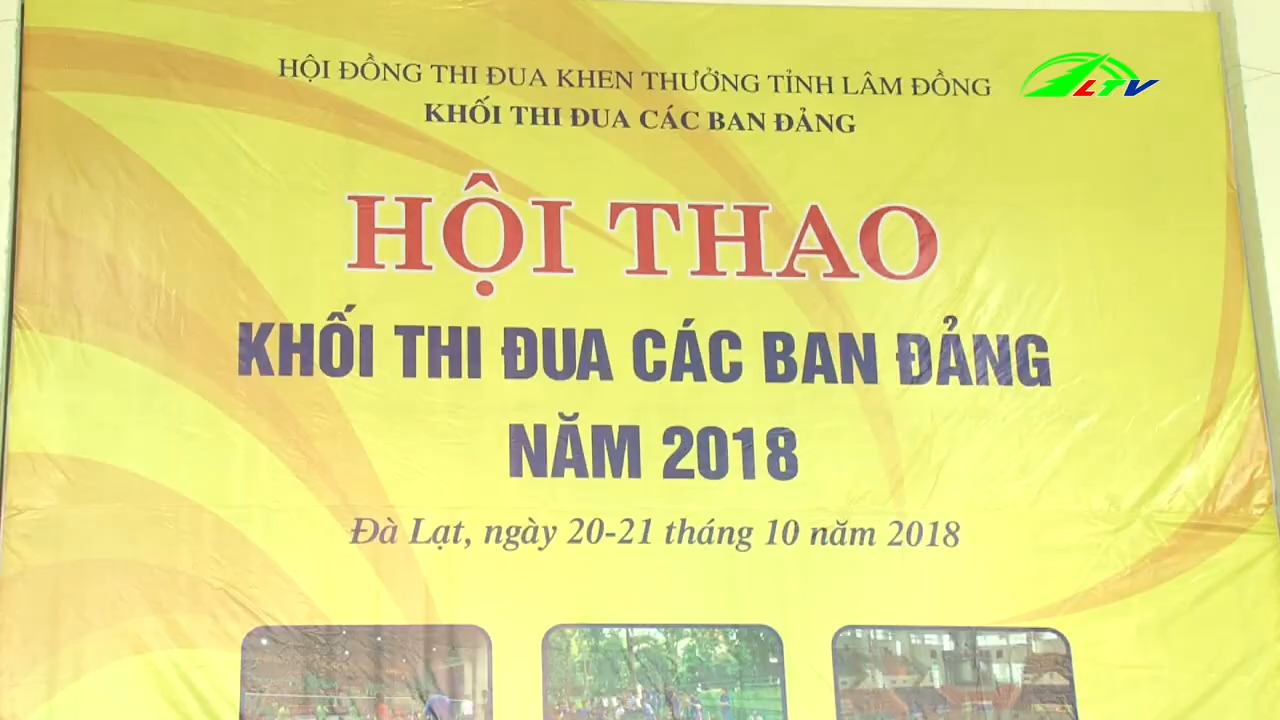 HỘI ĐỒNG THI ĐUA KHEN THƯỞNG TỈNH LÂM ĐỒNG
LTV
KHỐI THI ĐUA CÁC BAN ĐẢNG
HỘI THAO
KHỐI THI ĐUA CÁC BAN ĐẢNG
NĂM 2018
Đà Lạt, ngày 20-21 tháng 10 năm 2018